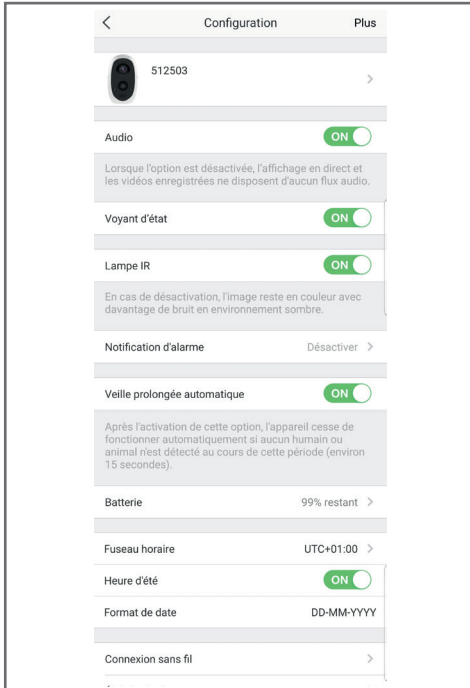 Configuration Plus
512503
Audio ON
Lorsque l'option est désactivée, l'affichage en direct et
les vidéos enregistrées ne disposent d'aucun flux audio.
Voyant d'état ON
Lampe IR ON
En cas de désactivation, l'image reste en couleur avec
davantage de bruit en environnement sombre.
Notification d'alarme Désactiver
Veille prolongée automatique ON
Après l'activation de cette option, l'appareil cesse de
fonctionner automatiquement si aucun humain ou
animal n'est détecté au cours de cette période (environ
15 secondes).
Batterie 99% restant
Fuseau horaire UTC+01:00
Heure d'été ON
Format de date DD-MM-YYYY
Connexion sans fil